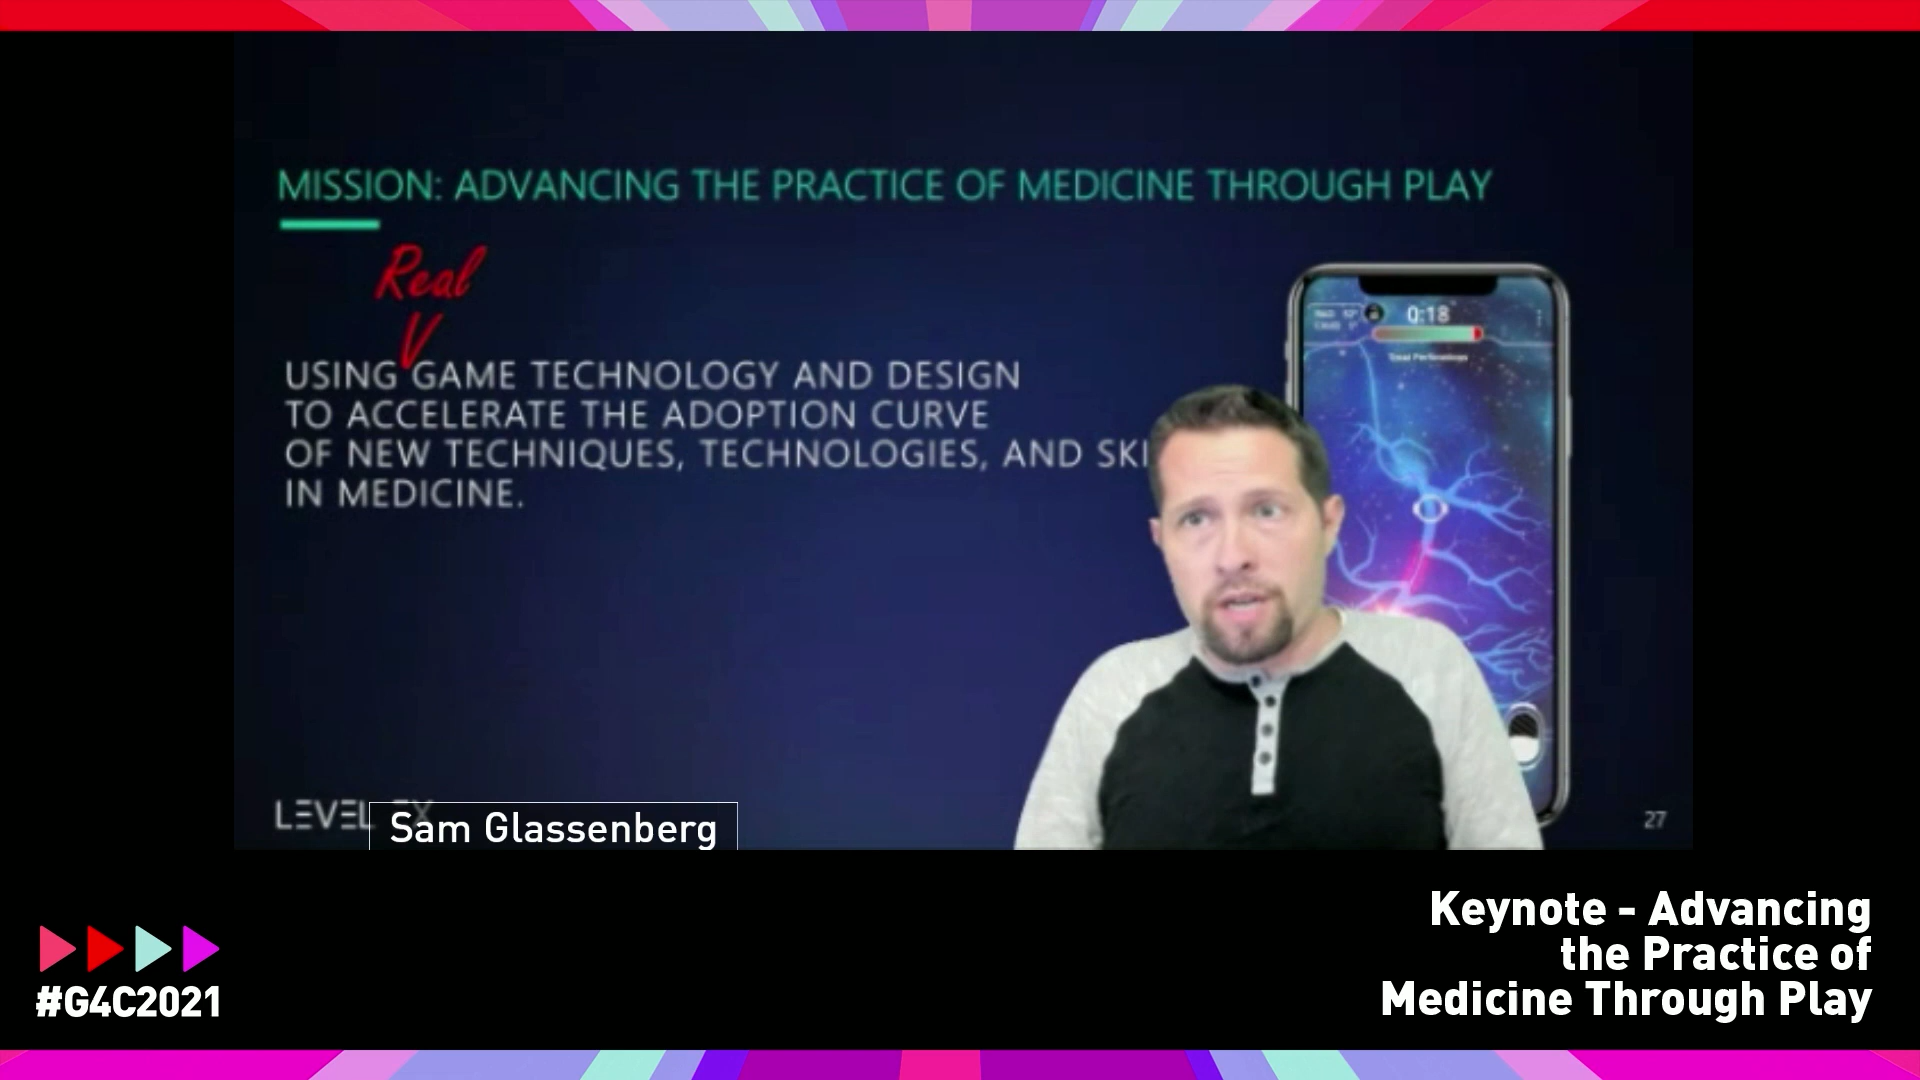 MISSION: ADVANCING THE PRACTICE OF MEDICINE THROUGH PLAY
Real
V
USING GAME TECHNOLOGY AND DESIGN
TO ACCELERATE THE ADOPTION CURVE
OF NEW TECHNIQUES, TECHNOLOGIES, AND SKI
IN MEDICINE.
0:18
LEVEL EX
Sam Glassenberg
27
Keynote - Advancing
the Practice of
Medicine Through Play
#G4C2021